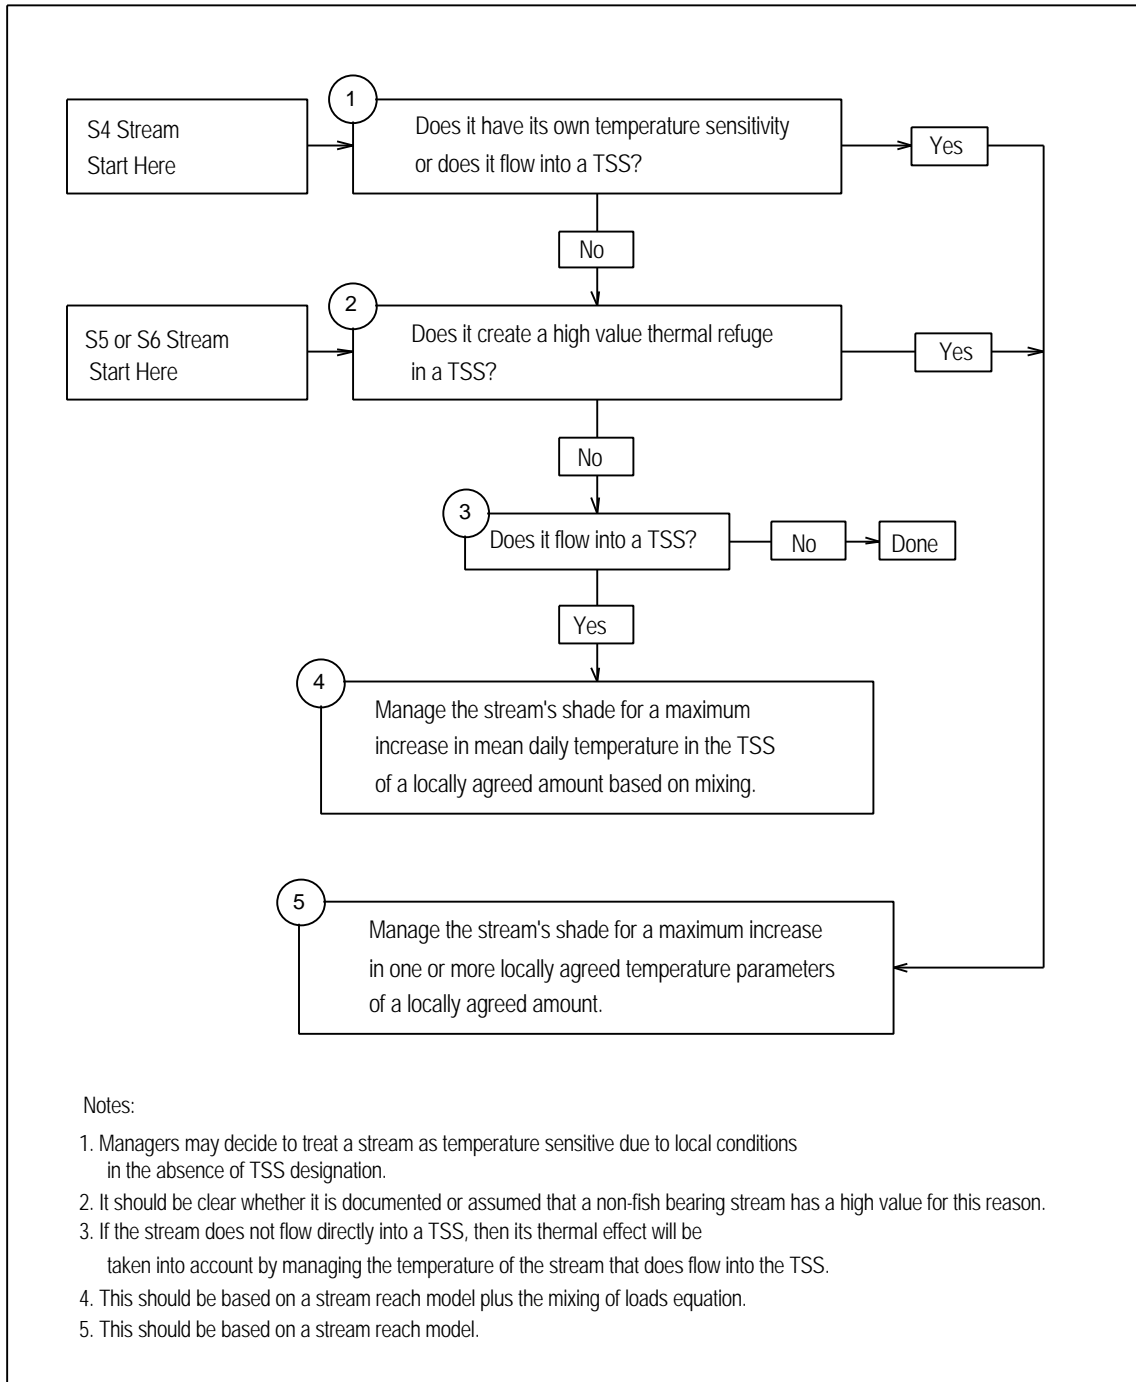 1
S4 Stream
Start Here
Does it have its own temperature sensitivity
or does it flow into a TSS?
Yes
No
2
S5 or S6 Stream
Start Here
Does it create a high value thermal refuge
in a TSS?
Yes
No
3
Does it flow into a TSS?
No
Done
Yes
4
Manage the stream's shade for a maximum
increase in mean daily temperature in the TSS
of a locally agreed amount based on mixing.
5
Manage the stream's shade for a maximum increase
in one or more locally agreed temperature parameters
of a locally agreed amount.
Notes:
1. Managers may decide to treat a stream as temperature sensitive due to local conditions
in the absence of TSS designation.
2. It should be clear whether it is documented or assumed that a non-fish bearing stream has a high value for this reason.
3. If the stream does not flow directly into a TSS, then its thermal effect will be
taken into account by managing the temperature of the stream that does flow into the TSS.
4. This should be based on a stream reach model plus the mixing of loads equation.
5. This should be based on a stream reach model.